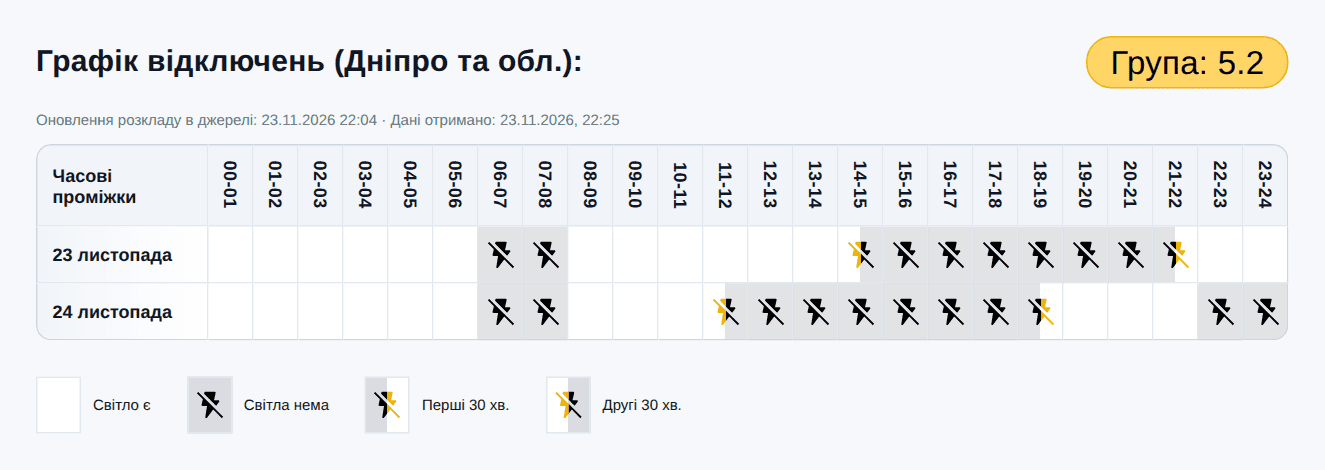 Графік відключень (Дніпро та обл.):
Група: 5.2
Оновлення розкладу в джерелі: 23.11.2026 22:04 · Дані отримано: 23.11.2026, 22:25
Часові
проміжки
00-01
01-02
02-03
03-04
04-05
05-06
06-07
07-08
08-09
09-10
10-11
11-12
12-13
13-14
14-15
15-16
16-17
17-18
18-19
19-20
20-21
21-22
22-23
23-24
23 листопада
24 листопада
Світло є
Світла нема
Перші 30 хв.
Другі 30 хв.